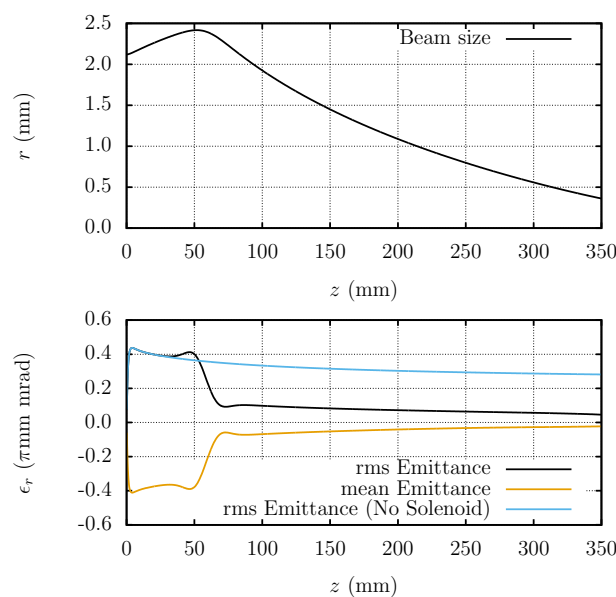 2.5
Beam size
2.0
1.5
r (mm)
1.0
0.5
0.0
0 50 100 150 200 250 300 350
z (mm)
0.6
0.4
0.2
ϵr (πmm mrad)
0.0
-0.2
rms Emittance
-0.4
mean Emittance
rms Emittance (No Solenoid)
-0.6
0 50 100 150 200 250 300 350
z (mm)